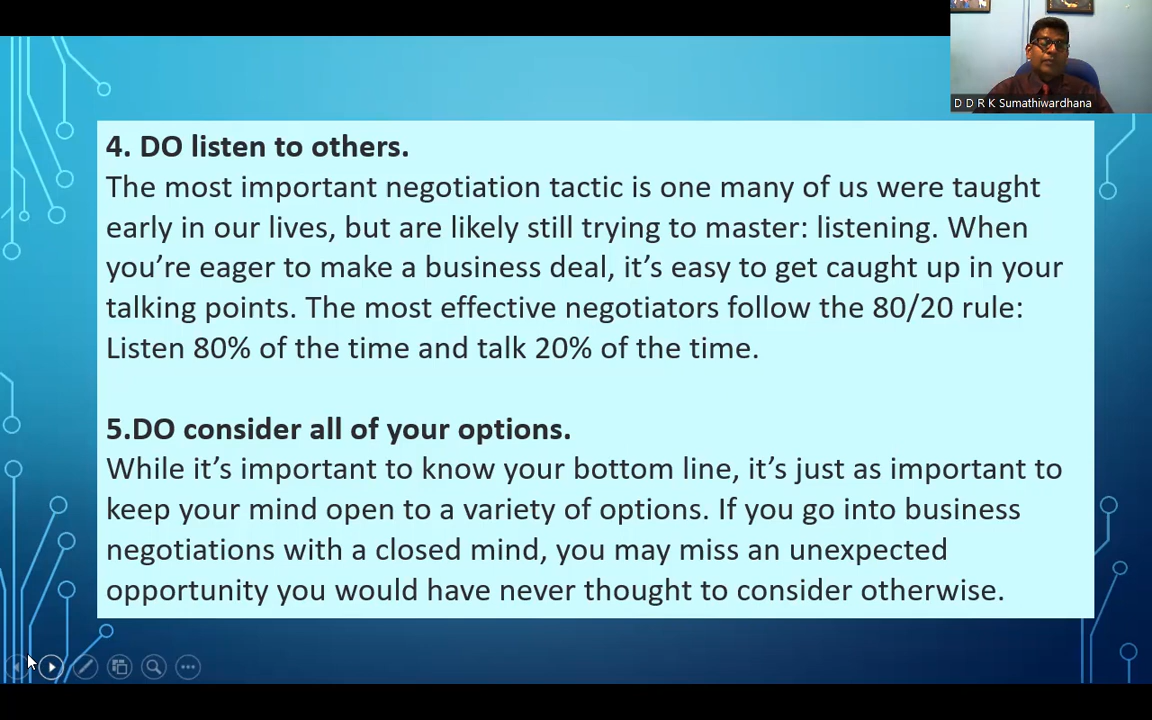 D D R K Sumathiwardhana
4. DO listen to others.
The most important negotiation tactic is one many of us were taught
early in our lives, but are likely still trying to master: listening. When
you’re eager to make a business deal, it’s easy to get caught up in your
talking points. The most effective negotiators follow the 80/20 rule:
Listen 80% of the time and talk 20% of the time.
5.DO consider all of your options.
While it’s important to know your bottom line, it’s just as important to
keep your mind open to a variety of options. If you go into business
negotiations with a closed mind, you may miss an unexpected
opportunity you would have never thought to consider otherwise.